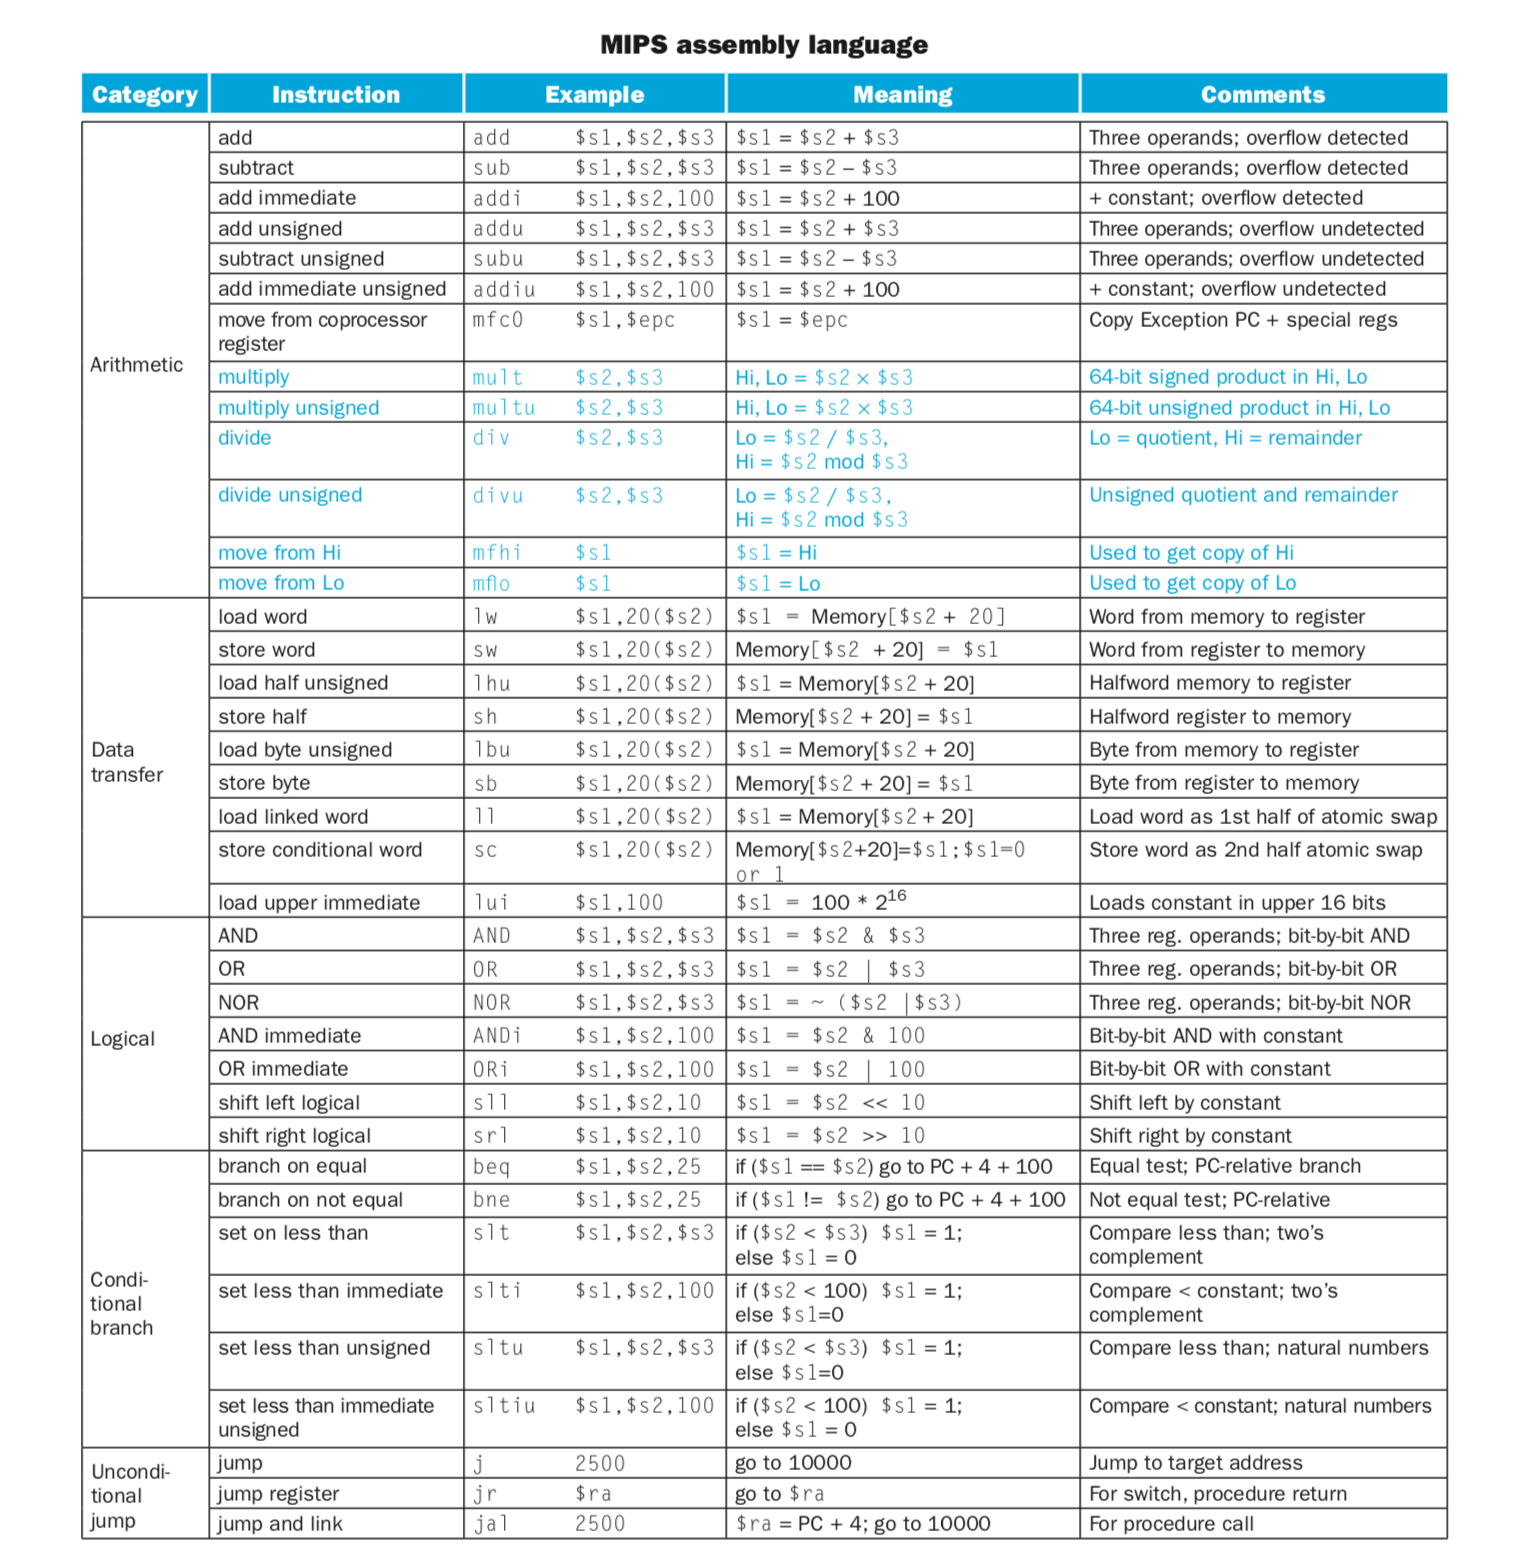 MIPS assembly language
Category Instruction Example Meaning Comments
Arithmetic
add add $s1,$s2,$s3 $s1 = $s2 + $s3 Three operands; overflow detected
subtract sub $s1,$s2,$s3 $s1 = $s2 – $s3 Three operands; overflow detected
add immediate addi $s1,$s2,100 $s1 = $s2 + 100 + constant; overflow detected
add unsigned addu $s1,$s2,$s3 $s1 = $s2 + $s3 Three operands; overflow undetected
subtract unsigned subu $s1,$s2,$s3 $s1 = $s2 – $s3 Three operands; overflow undetected
add immediate unsigned addiu $s1,$s2,100 $s1 = $s2 + 100 + constant; overflow undetected
move from coprocessor mfc0 $s1,$epc $s1 = $epc Copy Exception PC + special regs
register
multiply mult $s2,$s3 Hi, Lo = $s2 × $s3 64-bit signed product in Hi, Lo
multiply unsigned multu $s2,$s3 Hi, Lo = $s2 × $s3 64-bit unsigned product in Hi, Lo
divide div $s2,$s3 Lo = $s2 / $s3, Lo = quotient, Hi = remainder
Hi = $s2 mod $s3
divide unsigned divu $s2,$s3 Lo = $s2 / $s3, Unsigned quotient and remainder
Hi = $s2 mod $s3
move from Hi mfhi $s1 $s1 = Hi Used to get copy of Hi
move from Lo mflo $s1 $s1 = Lo Used to get copy of Lo
Data
transfer
load word lw $s1,20($s2) $s1 = Memory[$s2 + 20] Word from memory to register
store word sw $s1,20($s2) Memory[$s2 + 20] = $s1 Word from register to memory
load half unsigned lhu $s1,20($s2) $s1 = Memory[$s2 + 20] Halfword memory to register
store half sh $s1,20($s2) Memory[$s2 + 20] = $s1 Halfword register to memory
load byte unsigned lbu $s1,20($s2) $s1 = Memory[$s2 + 20] Byte from memory to register
store byte sb $s1,20($s2) Memory[$s2 + 20] = $s1 Byte from register to memory
load linked word ll $s1,20($s2) $s1 = Memory[$s2 + 20] Load word as 1st half of atomic swap
store conditional word sc $s1,20($s2) Memory[$s2+20]=$s1;$s1=0 Store word as 2nd half atomic swap
or 1
load upper immediate lui $s1,100 $s1 = 100 * 2^16 Loads constant in upper 16 bits
Logical
AND AND $s1,$s2,$s3 $s1 = $s2 & $s3 Three reg. operands; bit-by-bit AND
OR OR $s1,$s2,$s3 $s1 = $s2 | $s3 Three reg. operands; bit-by-bit OR
NOR NOR $s1,$s2,$s3 $s1 = ~ ($s2 |$s3) Three reg. operands; bit-by-bit NOR
AND immediate ANDi $s1,$s2,100 $s1 = $s2 & 100 Bit-by-bit AND with constant
OR immediate ORi $s1,$s2,100 $s1 = $s2 | 100 Bit-by-bit OR with constant
shift left logical sll $s1,$s2,10 $s1 = $s2 << 10 Shift left by constant
shift right logical srl $s1,$s2,10 $s1 = $s2 >> 10 Shift right by constant
Condi-
tional
branch
branch on equal beq $s1,$s2,25 if ($s1 == $s2) go to PC + 4 + 100 Equal test; PC-relative branch
branch on not equal bne $s1,$s2,25 if ($s1 != $s2) go to PC + 4 + 100 Not equal test; PC-relative
set on less than slt $s1,$s2,$s3 if ($s2 < $s3) $s1 = 1; Compare less than; two's
else $s1 = 0 complement
set less than immediate slti $s1,$s2,100 if ($s2 < 100) $s1 = 1; Compare < constant; two's
else $s1=0 complement
set less than unsigned sltu $s1,$s2,$s3 if ($s2 < $s3) $s1 = 1; Compare less than; natural numbers
else $s1=0
set less than immediate sltiu $s1,$s2,100 if ($s2 < 100) $s1 = 1; Compare < constant; natural numbers
unsigned else $s1 = 0
Uncondi-
tional
jump
jump j 2500 go to 10000 Jump to target address
jump register jr $ra go to $ra For switch, procedure return
jump and link jal 2500 $ra = PC + 4; go to 10000 For procedure call